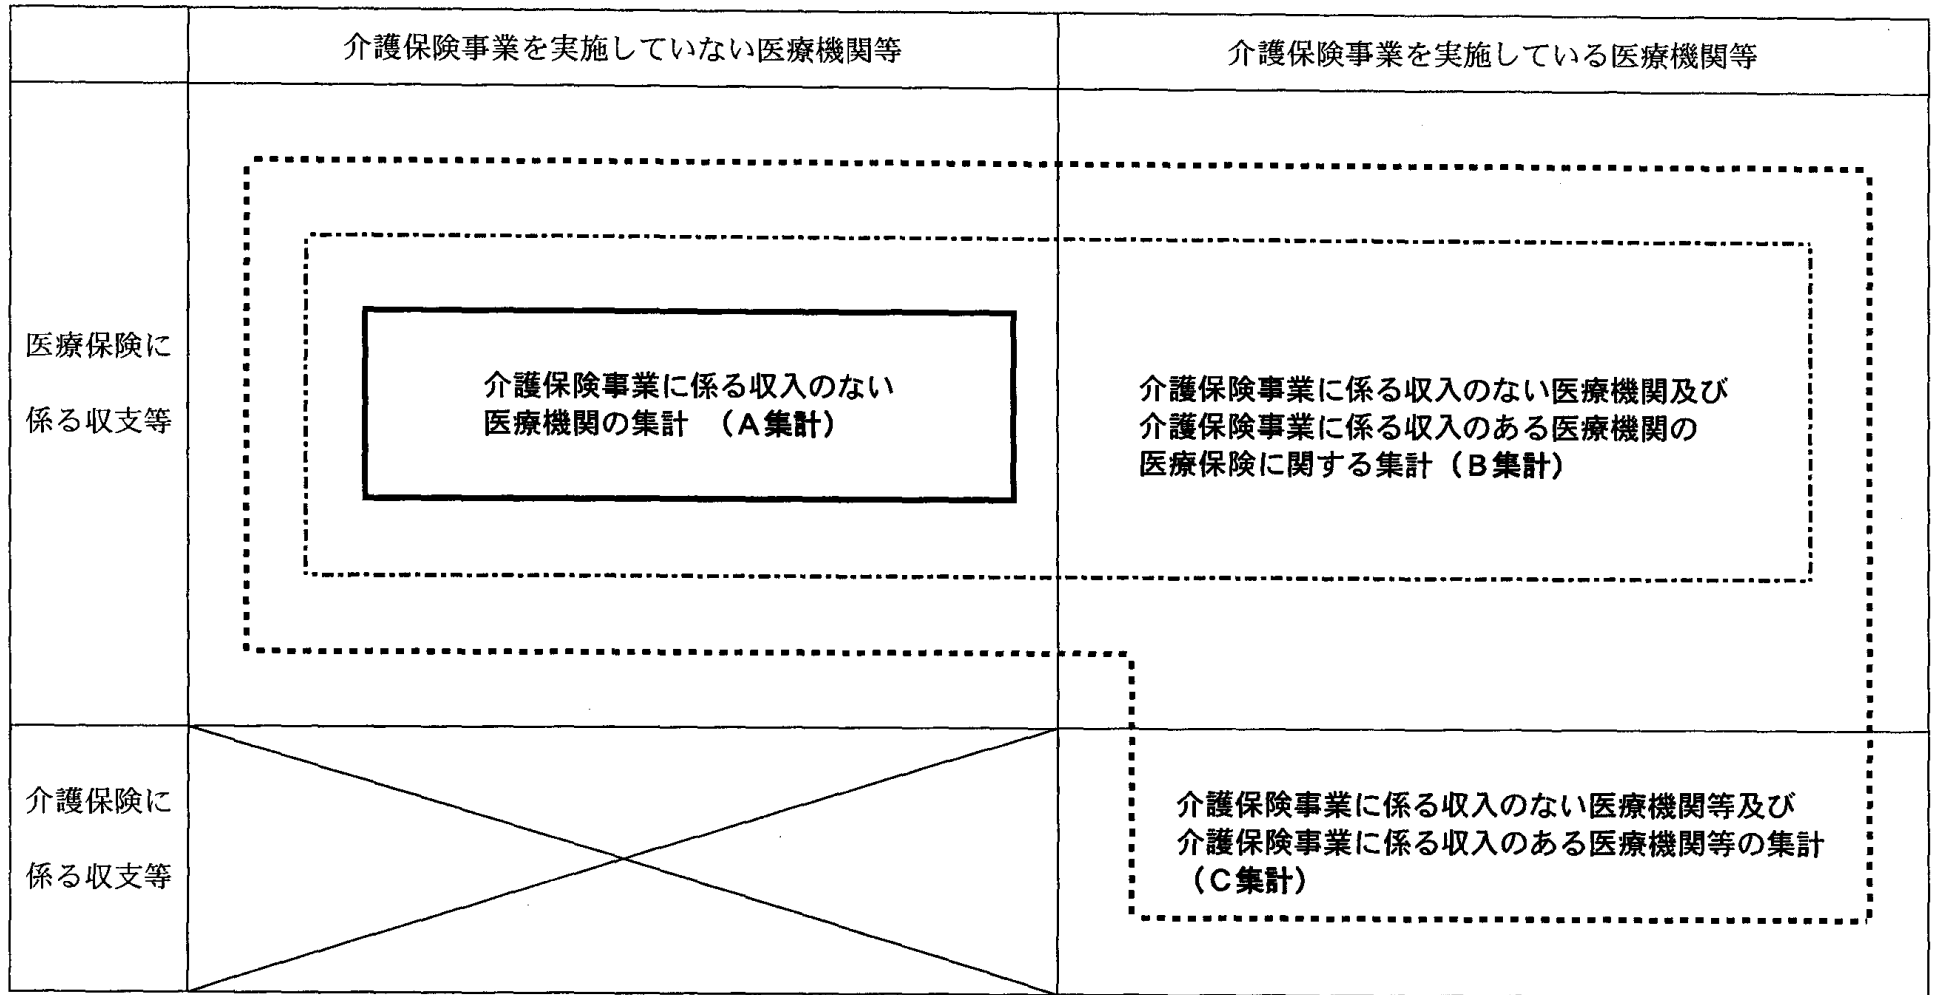 介護保険事業を実施していない医療機関等
介護保険事業を実施している医療機関等
医療保険に
係る収支等
介護保険事業に係る収入のない
医療機関の集計　（Ａ集計）
介護保険事業に係る収入のない医療機関及び
介護保険事業に係る収入のある医療機関の
医療保険に関する集計（Ｂ集計）
介護保険に
係る収支等
介護保険事業に係る収入のない医療機関等及び
介護保険事業に係る収入のある医療機関等の集計
（Ｃ集計）